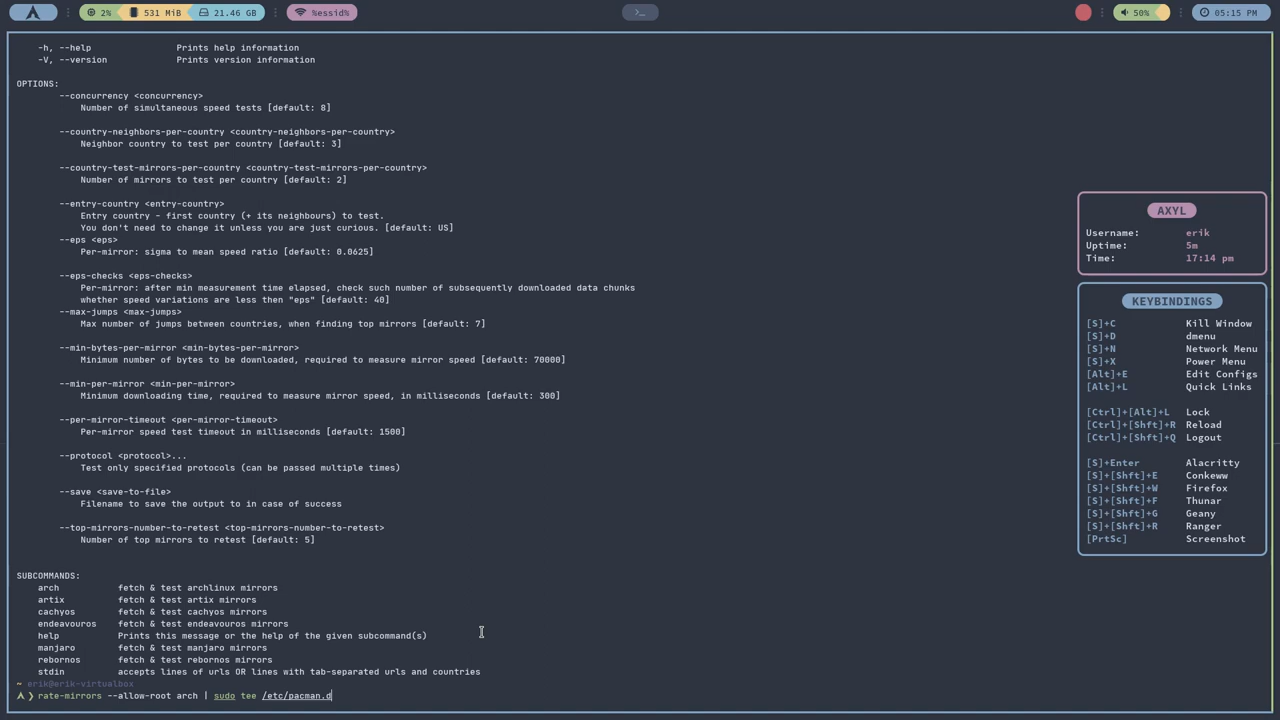 2% 531 MiB 21.46 GB %essid% >_ 50% 05:15 PM
-h, --help Prints help information
-V, --version Prints version information
OPTIONS:
--concurrency <concurrency>
Number of simultaneous speed tests [default: 8]
--country-neighbors-per-country <country-neighbors-per-country>
Neighbor country to test per country [default: 3]
--country-test-mirrors-per-country <country-test-mirrors-per-country>
Number of mirrors to test per country [default: 2]
--entry-country <entry-country>
Entry country - first country (+ its neighbours) to test.
You don't need to change it unless you are just curious. [default: US]
--eps <eps>
Per-mirror: sigma to mean speed ratio [default: 0.0625]
--eps-checks <eps-checks>
Per-mirror: after min measurement time elapsed, check such number of subsequently downloaded data chunks
whether speed variations are less then "eps" [default: 40]
--max-jumps <max-jumps>
Max number of jumps between countries, when finding top mirrors [default: 7]
--min-bytes-per-mirror <min-bytes-per-mirror>
Minimum number of bytes to be downloaded, required to measure mirror speed [default: 70000]
--min-per-mirror <min-per-mirror>
Minimum downloading time, required to measure mirror speed, in milliseconds [default: 300]
--per-mirror-timeout <per-mirror-timeout>
Per-mirror speed test timeout in milliseconds [default: 1500]
--protocol <protocol>...
Test only specified protocols (can be passed multiple times)
--save <save-to-file>
Filename to save the output to in case of success
--top-mirrors-number-to-retest <top-mirrors-number-to-retest>
Number of top mirrors to retest [default: 5]
SUBCOMMANDS:
arch fetch & test archlinux mirrors
artix fetch & test artix mirrors
cachyos fetch & test cachyos mirrors
endeavouros fetch & test endeavouros mirrors
help Prints this message or the help of the given subcommand(s)
manjaro fetch & test manjaro mirrors
rebornos fetch & test rebornos mirrors
stdin accepts lines of urls OR lines with tab-separated urls and countries
~ erik@erik-virtualbox
❯ rate-mirrors --allow-root arch | sudo tee /etc/pacman.d
AXYL
Username: erik
Uptime: 5m
Time: 17:14 pm
KEYBINDINGS
[S]+C Kill Window
[S]+D dmenu
[S]+N Network Menu
[S]+X Power Menu
[Alt]+E Edit Configs
[Alt]+L Quick Links
[Ctrl]+[Alt]+L Lock
[Ctrl]+[Shft]+R Reload
[Ctrl]+[Shft]+Q Logout
[S]+Enter Alacritty
[S]+[Shft]+E Conkeww
[S]+[Shft]+W Firefox
[S]+[Shft]+F Thunar
[S]+[Shft]+G Geany
[S]+[Shft]+R Ranger
[PrtSc] Screenshot